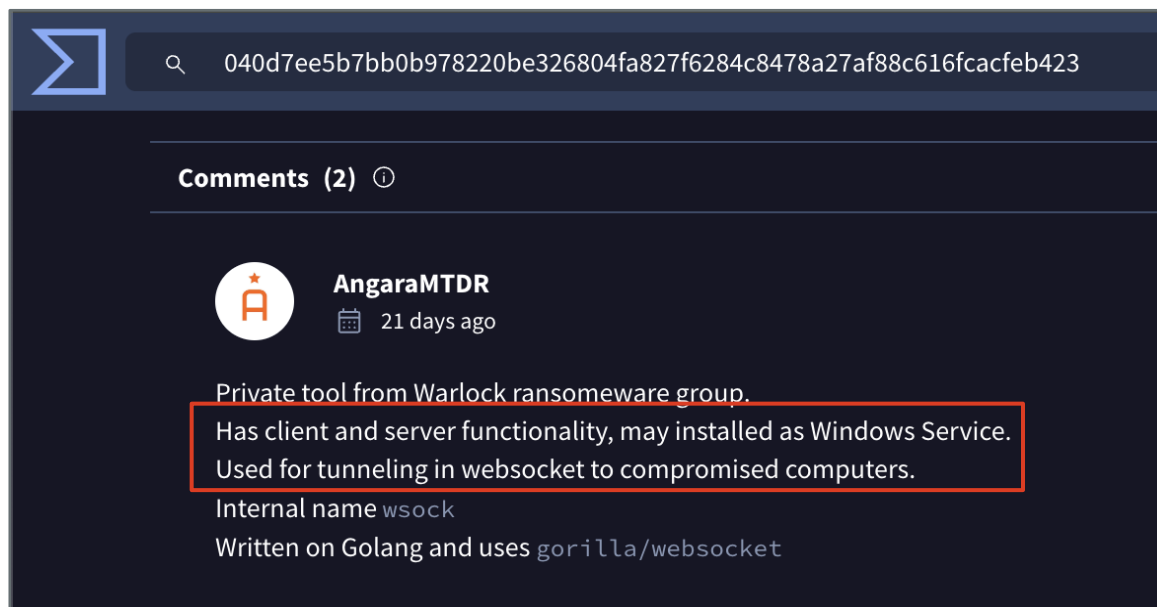 040d7ee5b7bb0b978220be326804fa827f6284c8478a27af88c616fcacfeb423
Comments (2)
AngaraMTDR
21 days ago
Private tool from Warlock ransomeware group.
Has client and server functionality, may installed as Windows Service.
Used for tunneling in websocket to compromised computers.
Internal name wsock
Written on Golang and uses gorilla/websocket